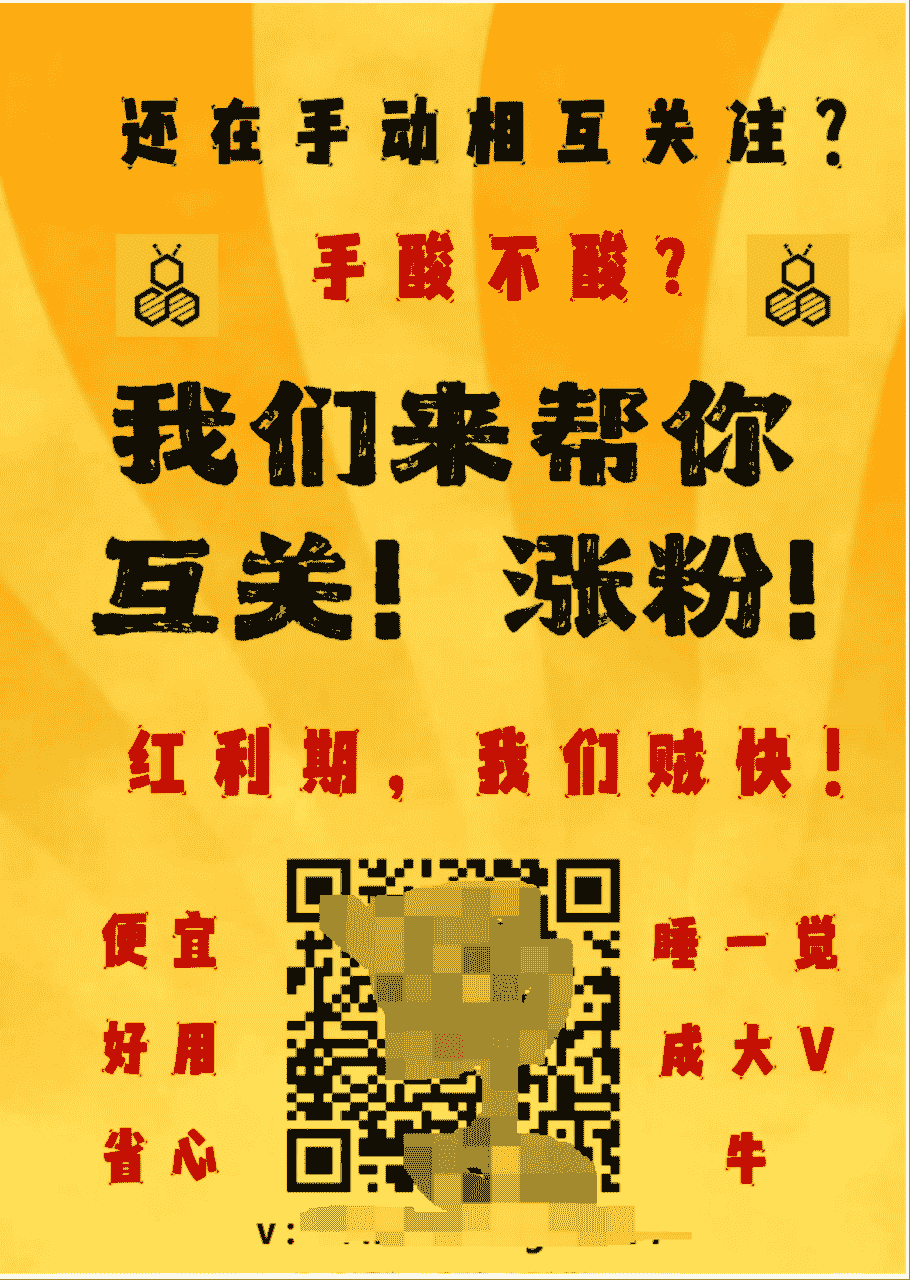 还在手动相互关注？
手酸不酸？
我们来帮你
互关！ 涨粉！
红利期，我们贼快！
便宜
好用
省心
睡一觉
成大V
牛
v：